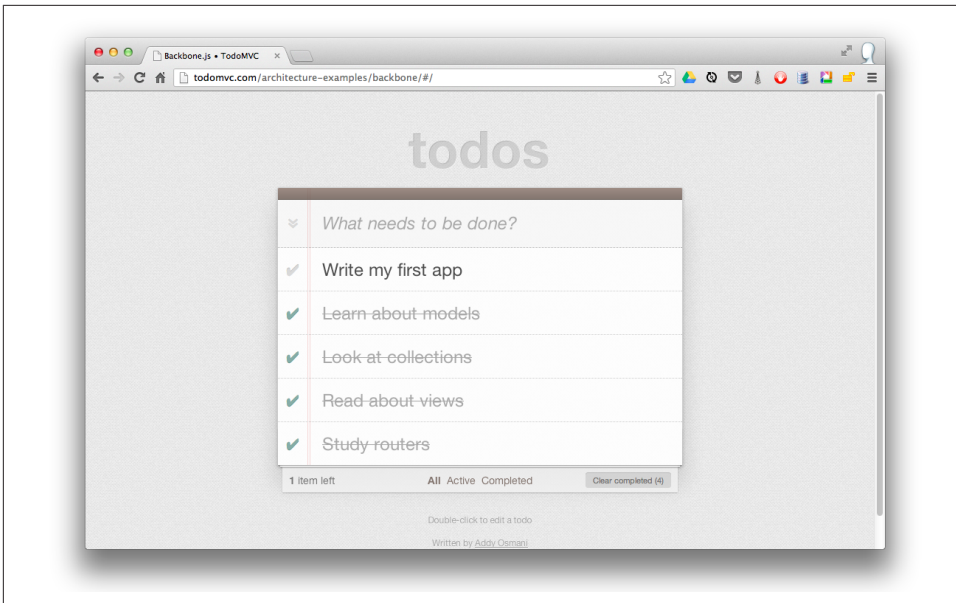 Backbone.js • TodoMVC
todomvc.com/architecture-examples/backbone/#/
todos
What needs to be done?
Write my first app
Learn about models
Look at collections
Read about views
Study routers
1 item left All Active Completed Clear completed (4)
Double-click to edit a todo
Written by Addy Osmani